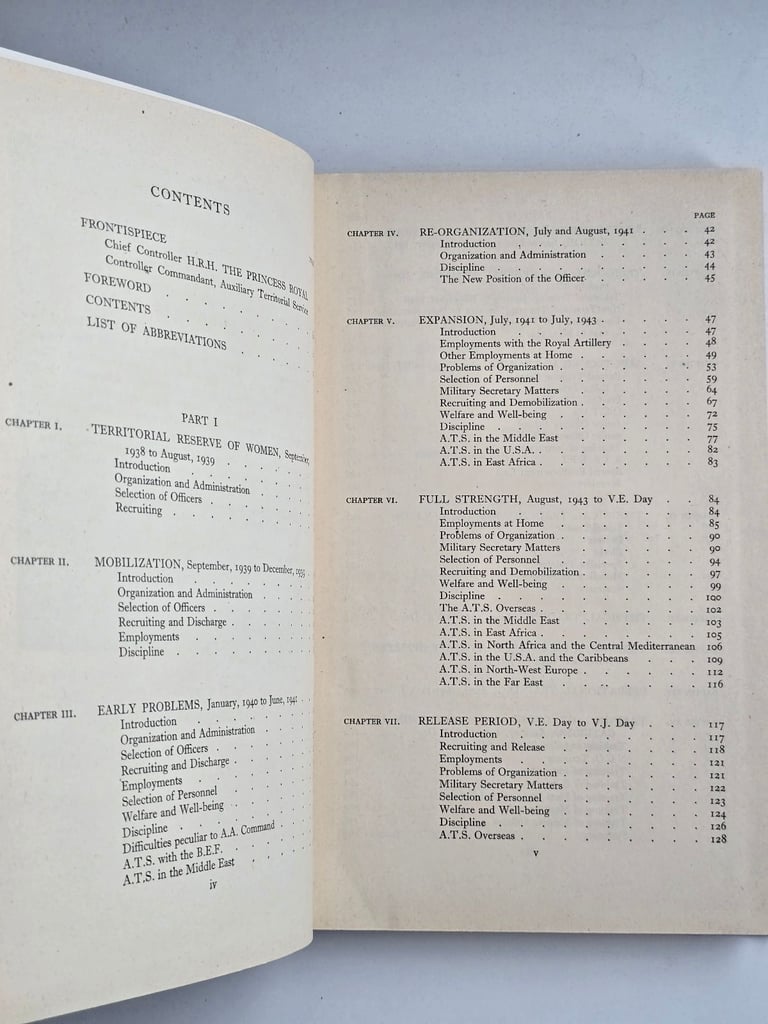 CONTENTS
FRONTISPIECE
Chief Controller H.R.H. THE PRINCESS ROYAL
Controller Commandant, Auxiliary Territorial Service
FOREWORD . . . . .
CONTENTS . . . . .
LIST OF ABBREVIATIONS . . . .
PART I
CHAPTER I. TERRITORIAL RESERVE OF WOMEN, September,
1938 to August, 1939 . . . .
Introduction . . . . .
Organization and Administration . . .
Selection of Officers . . . .
Recruiting . . . . .
CHAPTER II. MOBILIZATION, September, 1939 to December, 1939 .
Introduction . . . . .
Organization and Administration . . .
Selection of Officers . . . .
Recruiting and Discharge . . . .
Employments . . . . .
Discipline . . . . .
CHAPTER III. EARLY PROBLEMS, January, 1940 to June, 1941 .
Introduction . . . . .
Organization and Administration . . .
Selection of Officers . . . .
Recruiting and Discharge . . . .
Employments . . . . .
Selection of Personnel . . . .
Welfare and Well-being . . . .
Discipline . . . . .
Difficulties peculiar to A.A. Command . .
A.T.S. with the B.E.F. . . . .
A.T.S. in the Middle East . . . .
iv
PAGE
CHAPTER IV. RE-ORGANIZATION, July and August, 1941 . . . 42
Introduction . . . . . . . 42
Organization and Administration . . . . . 43
Discipline . . . . . . . . 44
The New Position of the Officer . . . . . 45
CHAPTER V. EXPANSION, July, 1941 to July, 1943 . . . . 47
Introduction . . . . . . . 47
Employments with the Royal Artillery . . . . 48
Other Employments at Home . . . . . 49
Problems of Organization . . . . . . 53
Selection of Personnel . . . . . . 59
Military Secretary Matters . . . . . 64
Recruiting and Demobilization . . . . . 67
Welfare and Well-being . . . . . . 72
Discipline . . . . . . . . 75
A.T.S. in the Middle East . . . . . 77
A.T.S. in the U.S.A. . . . . . . 82
A.T.S. in East Africa . . . . . . 83
CHAPTER VI. FULL STRENGTH, August, 1943 to V.E. Day . . 84
Introduction . . . . . . . 84
Employments at Home . . . . . . 85
Problems of Organization . . . . . . 90
Military Secretary Matters . . . . . 90
Selection of Personnel . . . . . . 94
Recruiting and Demobilization . . . . . 97
Welfare and Well-being . . . . . . 99
Discipline . . . . . . . . 100
The A.T.S. Overseas . . . . . . . 102
A.T.S. in the Middle East . . . . . 103
A.T.S. in East Africa . . . . . . 105
A.T.S. in North Africa and the Central Mediterranean 106
A.T.S. in the U.S.A. and the Caribbeans . . . 109
A.T.S. in North-West Europe . . . . . 112
A.T.S. in the Far East . . . . . 116
CHAPTER VII. RELEASE PERIOD, V.E. Day to V.J. Day . . . 117
Introduction . . . . . . . 117
Recruiting and Release . . . . . . 118
Employments . . . . . . . 121
Problems of Organization . . . . . . 121
Military Secretary Matters . . . . . 122
Selection of Personnel . . . . . . 123
Welfare and Well-being . . . . . . 124
Discipline . . . . . . . . 126
A.T.S. Overseas . . . . . . . 128
v